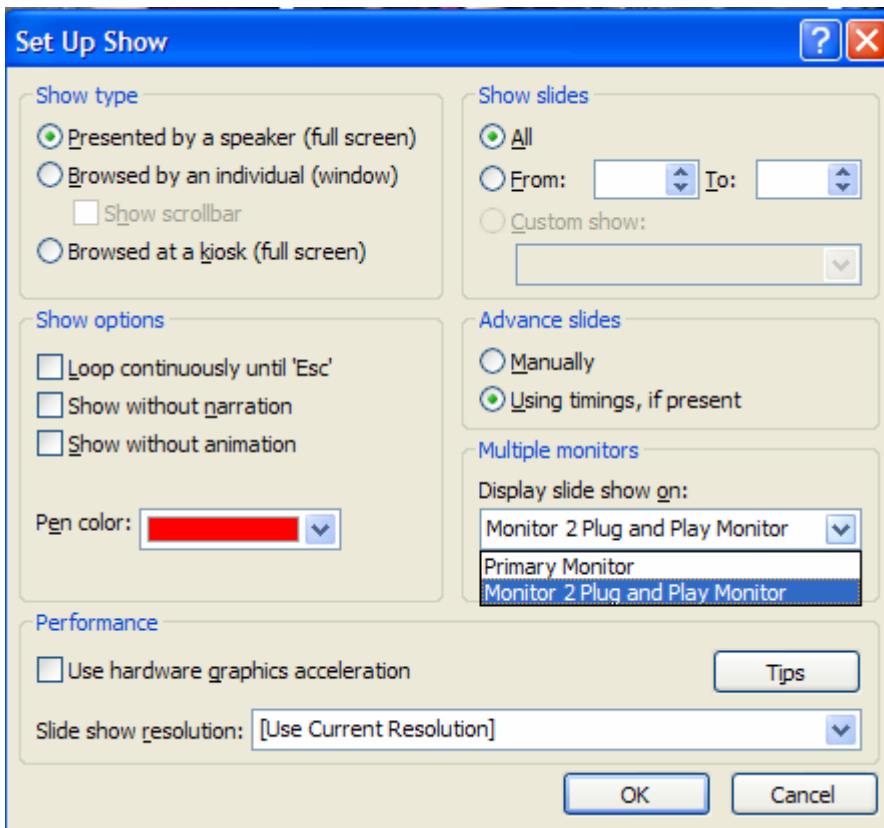 Set Up Show
Show type
Presented by a speaker (full screen)
Browsed by an individual (window)
Show scrollbar
Browsed at a kiosk (full screen)
Show slides
All
From: To:
Custom show:
Show options
Loop continuously until 'Esc'
Show without narration
Show without animation
Pen color:
Advance slides
Manually
Using timings, if present
Multiple monitors
Display slide show on:
Monitor 2 Plug and Play Monitor
Primary Monitor
Monitor 2 Plug and Play Monitor
Performance
Use hardware graphics acceleration
Tips
Slide show resolution: [Use Current Resolution]
OK Cancel